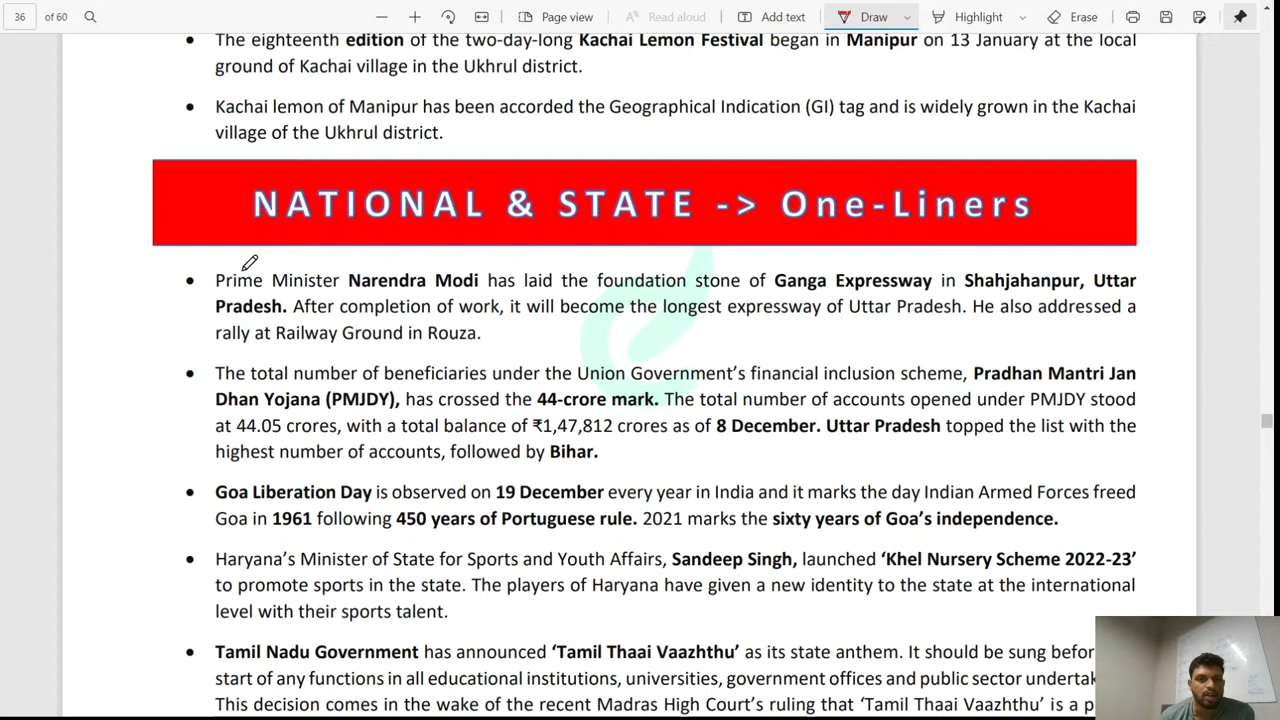 36 of 60 Page view Read aloud Add text Draw Highlight Erase
• The eighteenth edition of the two-day-long Kachai Lemon Festival began in Manipur on 13 January at the local
ground of Kachai village in the Ukhrul district.
• Kachai lemon of Manipur has been accorded the Geographical Indication (GI) tag and is widely grown in the Kachai
village of the Ukhrul district.
NATIONAL & STATE -> One-Liners
• Prime Minister Narendra Modi has laid the foundation stone of Ganga Expressway in Shahjahanpur, Uttar
Pradesh. After completion of work, it will become the longest expressway of Uttar Pradesh. He also addressed a
rally at Railway Ground in Rouza.
• The total number of beneficiaries under the Union Government’s financial inclusion scheme, Pradhan Mantri Jan
Dhan Yojana (PMJDY), has crossed the 44-crore mark. The total number of accounts opened under PMJDY stood
at 44.05 crores, with a total balance of ₹1,47,812 crores as of 8 December. Uttar Pradesh topped the list with the
highest number of accounts, followed by Bihar.
• Goa Liberation Day is observed on 19 December every year in India and it marks the day Indian Armed Forces freed
Goa in 1961 following 450 years of Portuguese rule. 2021 marks the sixty years of Goa’s independence.
• Haryana’s Minister of State for Sports and Youth Affairs, Sandeep Singh, launched ‘Khel Nursery Scheme 2022-23’
to promote sports in the state. The players of Haryana have given a new identity to the state at the international
level with their sports talent.
• Tamil Nadu Government has announced ‘Tamil Thaai Vaazhthu’ as its state anthem. It should be sung
start of any functions in all educational institutions, universities, government offices and public sector
This decision comes in the wake of the recent Madras High Court’s ruling that ‘Tamil Thaai Vaazhthu’ is a